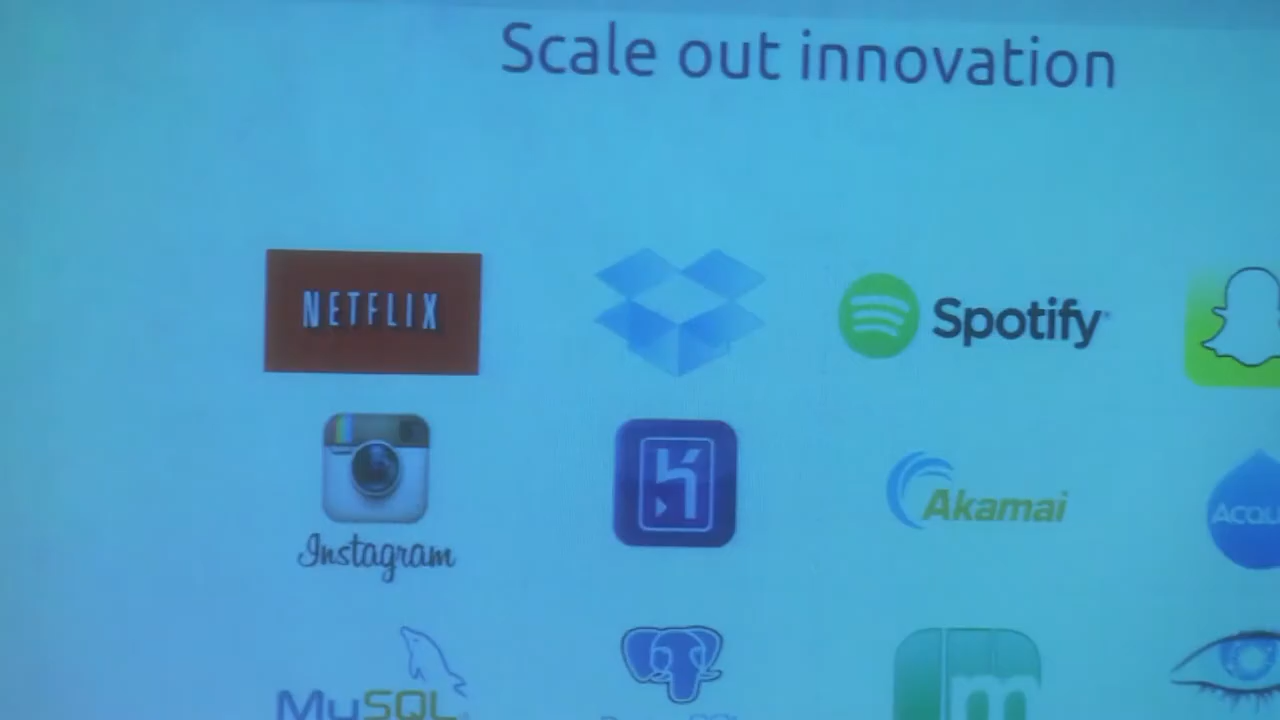 Scale out innovation
NETFLIX
Spotify
Instagram
Akamai
MySQL
m